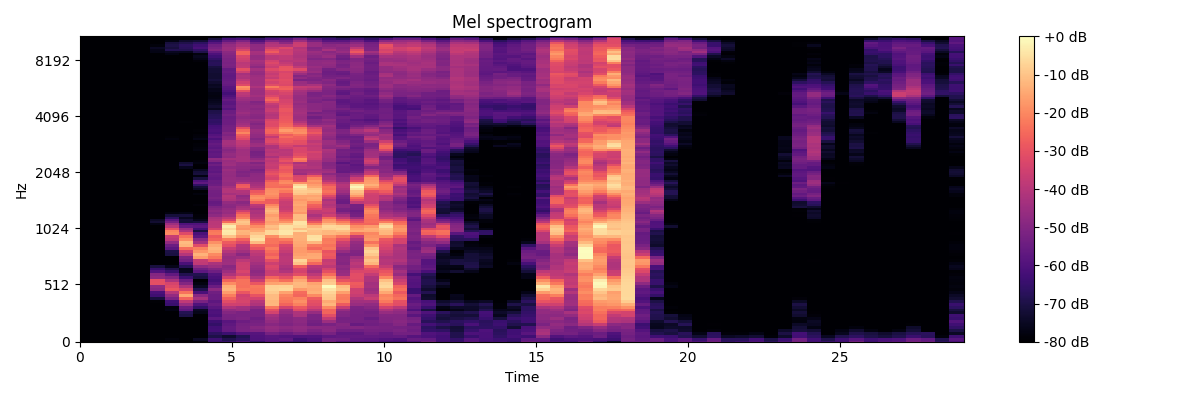 Mel spectrogram
8192
4096
2048
1024
512
0
Hz
0 5 10 15 20 25
Time
+0 dB
-10 dB
-20 dB
-30 dB
-40 dB
-50 dB
-60 dB
-70 dB
-80 dB